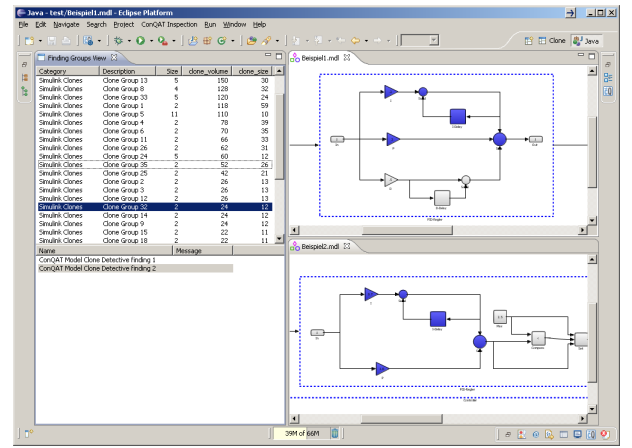 Java - test/Beispiel1.mdl - Eclipse Platform
File Edit Navigate Search Project ConQAT Inspection Run Window Help
Clone Java
Finding Groups View
Category Description Size clone_volume clone_size
Simulink Clones Clone Group 13 5 150 30
Simulink Clones Clone Group 8 4 128 32
Simulink Clones Clone Group 33 5 120 24
Simulink Clones Clone Group 1 2 118 59
Simulink Clones Clone Group 5 11 110 10
Simulink Clones Clone Group 4 2 78 39
Simulink Clones Clone Group 6 2 70 35
Simulink Clones Clone Group 11 2 66 33
Simulink Clones Clone Group 26 2 62 31
Simulink Clones Clone Group 24 5 60 12
Simulink Clones Clone Group 35 2 52 26
Simulink Clones Clone Group 25 2 42 21
Simulink Clones Clone Group 2 2 26 13
Simulink Clones Clone Group 3 2 26 13
Simulink Clones Clone Group 12 2 26 13
Simulink Clones Clone Group 32 2 24 12
Simulink Clones Clone Group 14 2 24 12
Simulink Clones Clone Group 9 2 24 12
Simulink Clones Clone Group 15 2 22 11
Simulink Clones Clone Group 18 2 22 11
Name Message
ConQAT Model Clone Detective finding 1
ConQAT Model Clone Detective finding 2
Beispiel1.mdl
In
Out
PID-Regler
Beispiel2.mdl
In
Max
Compare
PID-Regler
Controller
39M of 66M